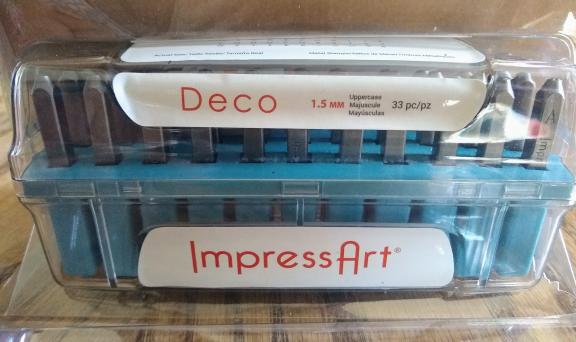 Deco
1.5 MM
Uppercase
Majuscule
Mayúsculas
33 pc/pz
A
ImpressArt®